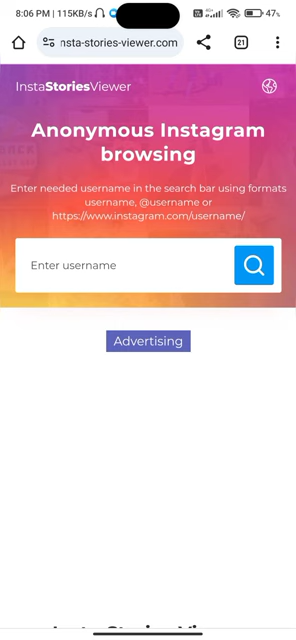 8:06 PM | 115KB/s
4G+
47%
nsta-stories-viewer.com
21
InstaStoriesViewer
Anonymous Instagram
browsing
Enter needed username in the search bar using formats
username, @username or
https://www.instagram.com/username/
Enter username
Advertising